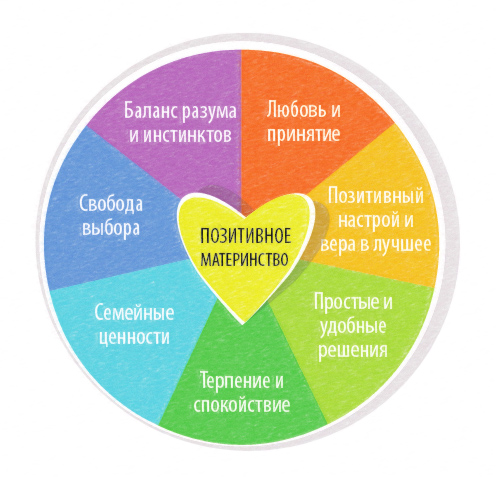 Баланс разума
и инстинктов
Любовь и
принятие
Позитивный
настрой и
вера в лучшее
Простые и
удобные
решения
Терпение и
спокойствие
Семейные
ценности
Свобода
выбора
ПОЗИТИВНОЕ
МАТЕРИНСТВО